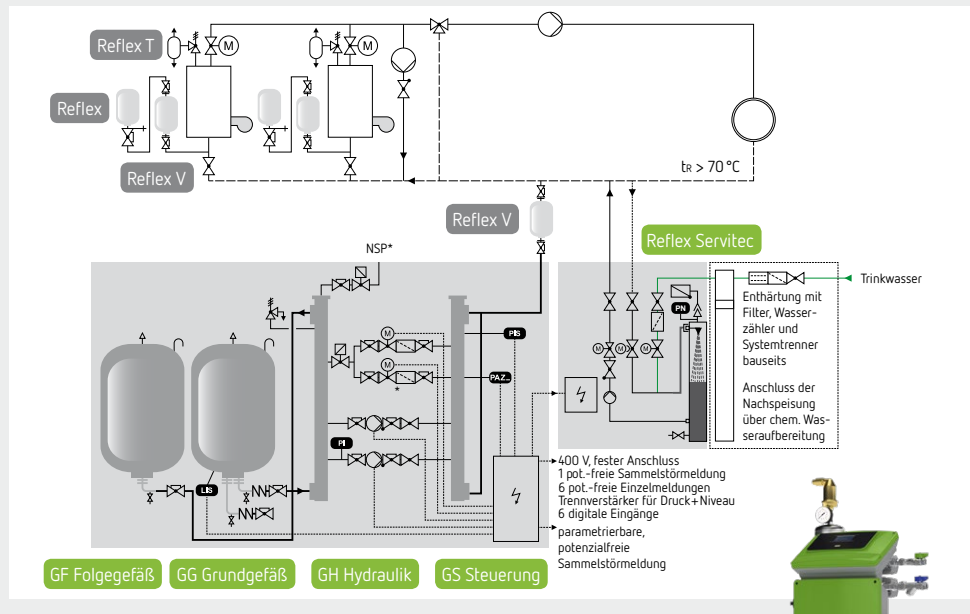 Reflex T
M
M
Reflex
Reflex V
tR > 70 °C
Reflex V
Reflex Servitec
NSP*
Trinkwasser
PN
Enthärtung mit
Filter, Wasser-
zähler und
Systemtrenner
bauseits
M
PIS
M
M
M
M
PAZ
*
Anschluss der
Nachspeisung
über chem. Was-
seraufbereitung
PI
LIS
400 V, fester Anschluss
1 pot.-freie Sammelstörmeldung
6 pot.-freie Einzelmeldungen
Trennverstärker für Druck+Niveau
6 digitale Eingänge
parametrierbare,
potenzialfreie
Sammelstörmeldung
GF Folgegefäß
GG Grundgefäß
GH Hydraulik
GS Steuerung